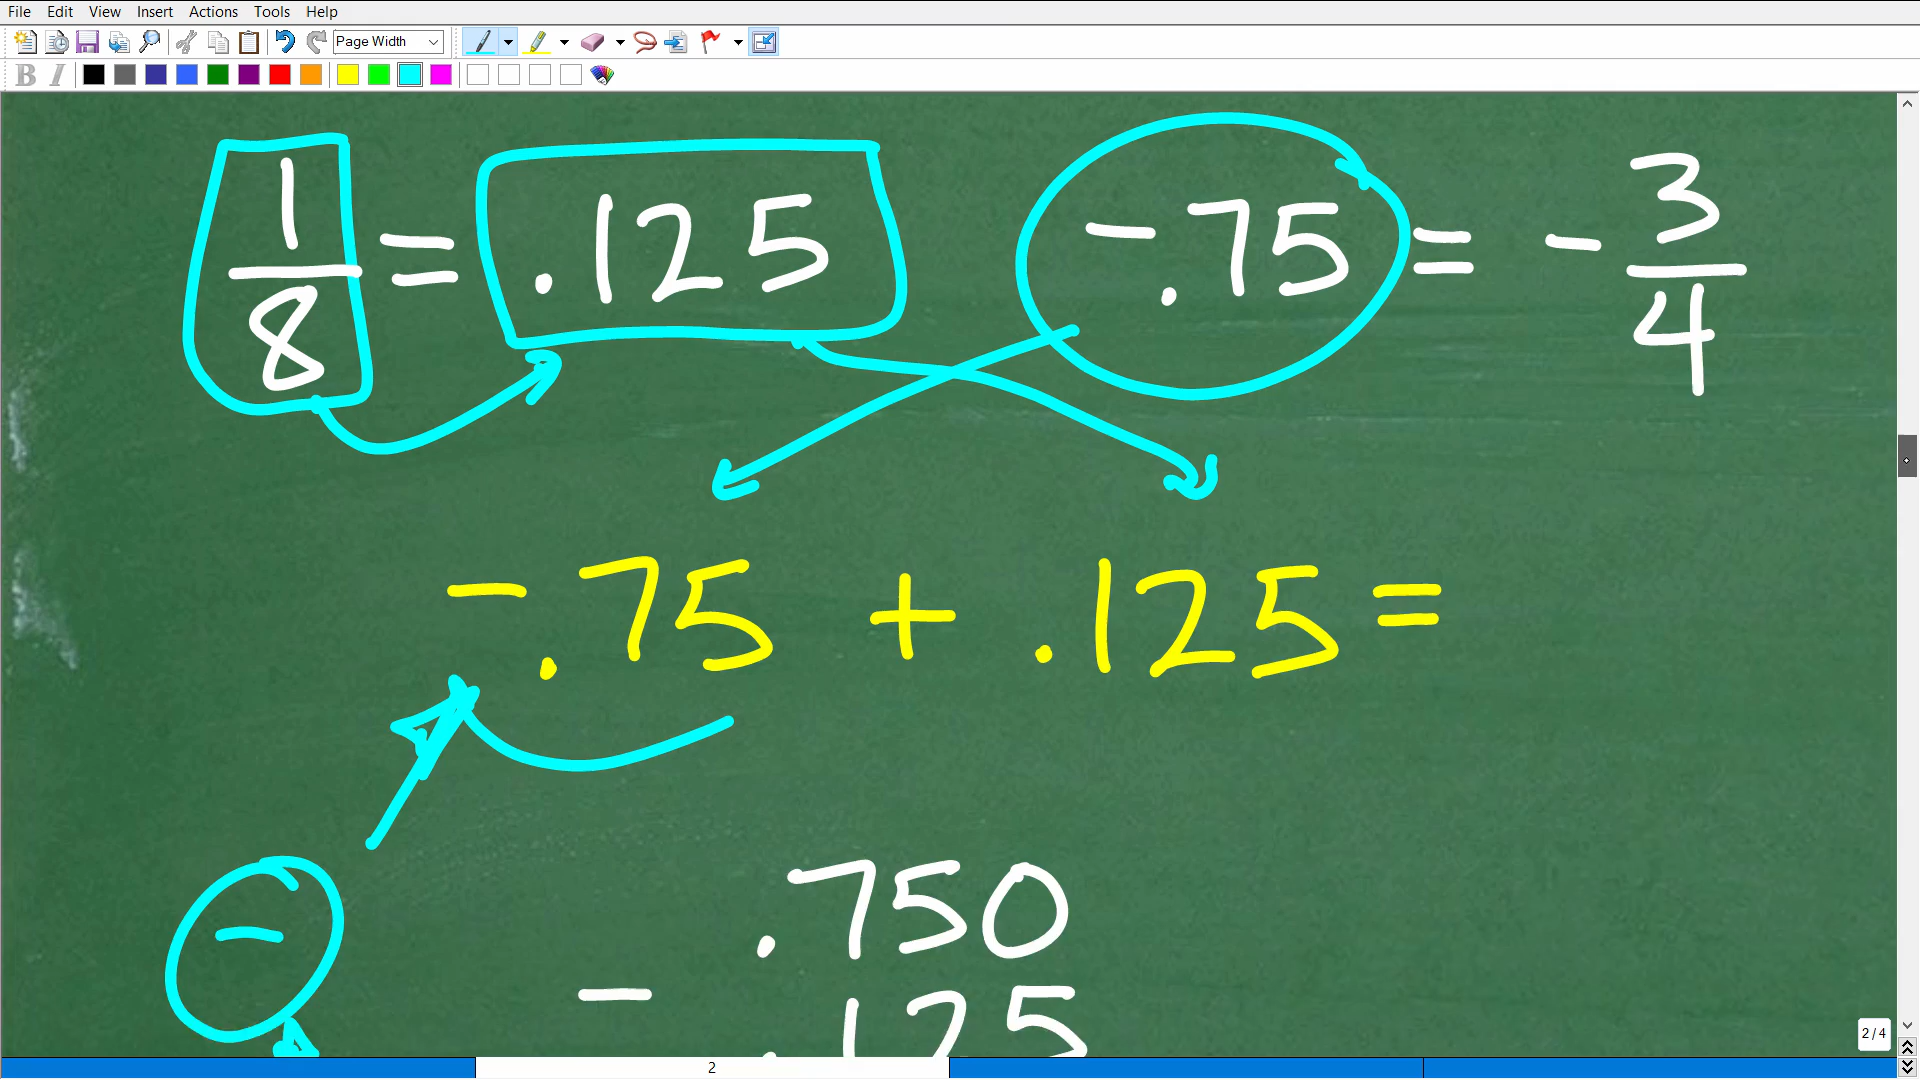 File Edit View Insert Actions Tools Help
Page Width
B I
1/8 = .125
-.75 = -3/4
-.75 + .125 =
-
.750
- .125
2/4
2